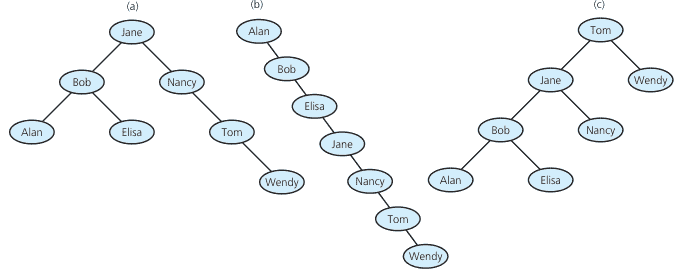 (a)
Jane
Bob Nancy
Alan Elisa Tom
Wendy
(b)
Alan
Bob
Elisa
Jane
Nancy
Tom
Wendy
(c)
Tom
Jane Wendy
Bob Nancy
Alan Elisa